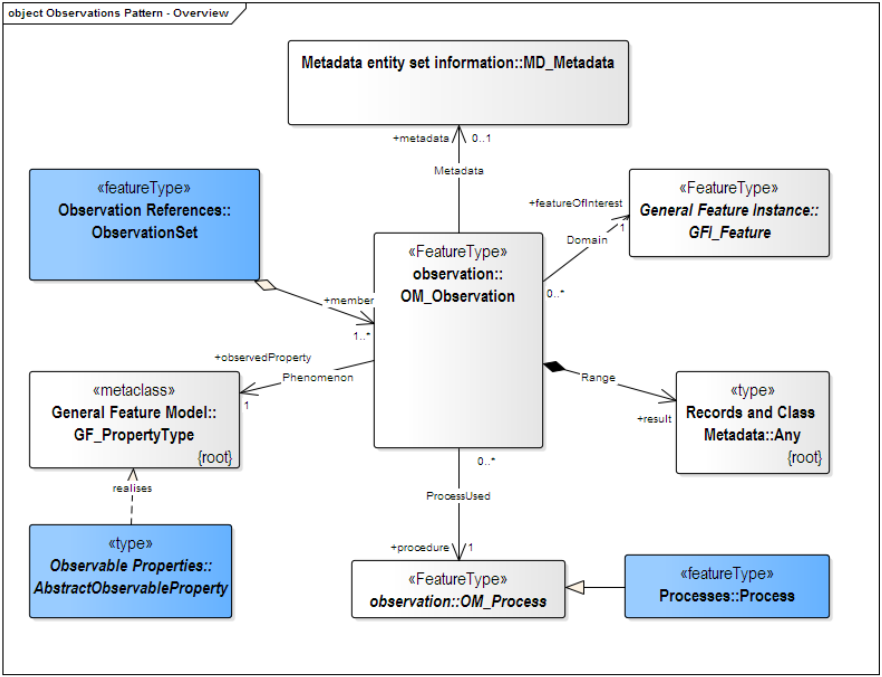 object Observations Pattern - Overview
Metadata entity set information::MD_Metadata
+metadata
0..1
Metadata
«featureType»
Observation References::
ObservationSet
«FeatureType»
General Feature Instance::
GFI_Feature
+featureOfInterest
1
Domain
0..*
«FeatureType»
observation::
OM_Observation
+member
1..*
+observedProperty
Phenomenon
1
Range
+result
«metaclass»
General Feature Model::
GF_PropertyType
{root}
«type»
Records and Class
Metadata::Any
{root}
realises
0..*
ProcessUsed
+procedure
1
«type»
Observable Properties::
AbstractObservableProperty
«FeatureType»
observation::OM_Process
«featureType»
Processes::Process